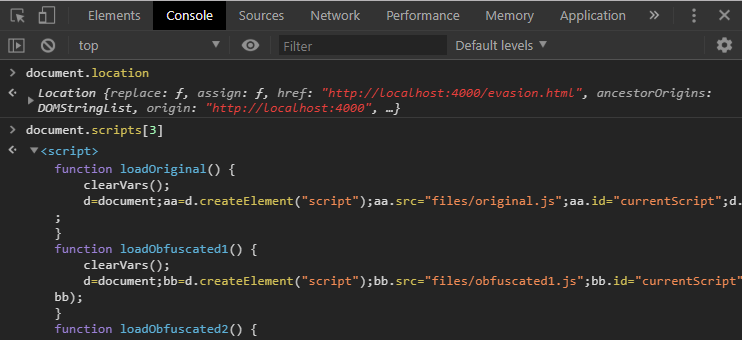 Elements Console Sources Network Performance Memory Application »
top Filter Default levels
> document.location
Location {replace: ƒ, assign: ƒ, href: "http://localhost:4000/evasion.html", ancestorOrigins:
DOMStringList, origin: "http://localhost:4000", …}
> document.scripts[3]
<script>
function loadOriginal() {
clearVars();
d=document;aa=d.createElement("script");aa.src="files/original.js";aa.id="currentScript";d.
;
}
function loadObfuscated1() {
clearVars();
d=document;bb=d.createElement("script");bb.src="files/obfuscated1.js";bb.id="currentScript"
bb);
}
function loadObfuscated2() {